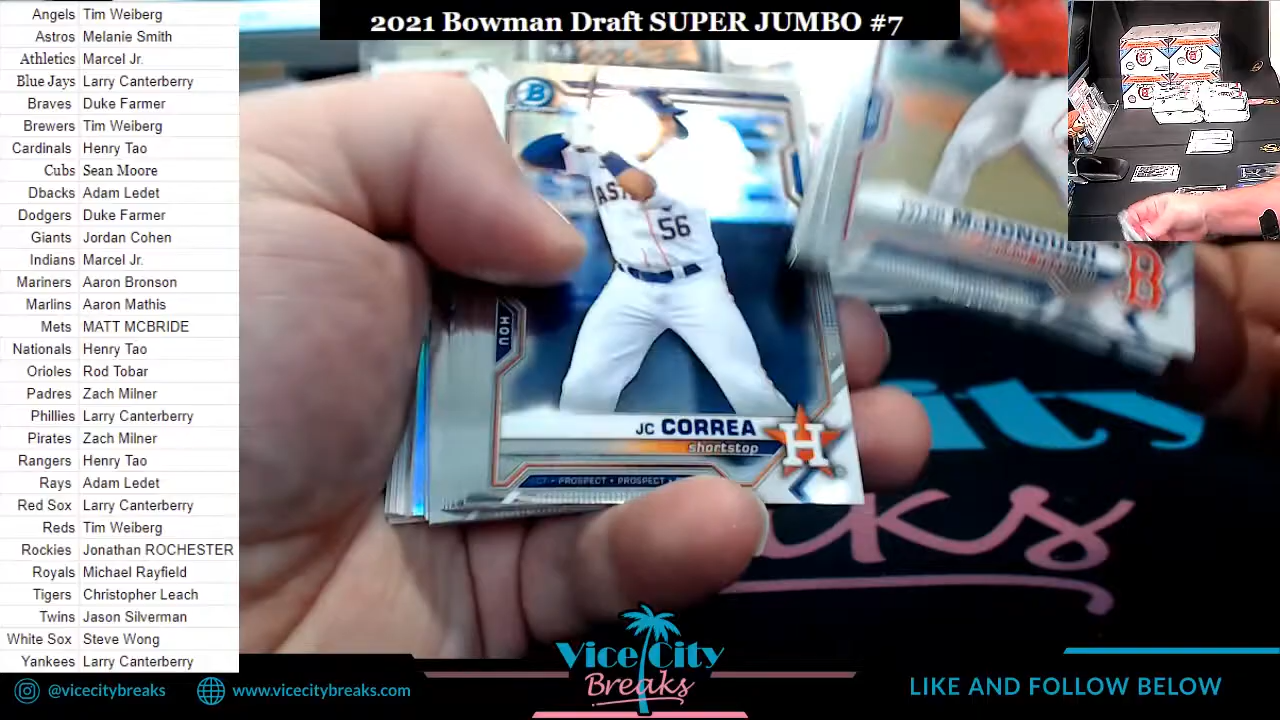 2021 Bowman Draft SUPER JUMBO #7
Angels Tim Weiberg
Astros Melanie Smith
Athletics Marcel Jr.
Blue Jays Larry Canterberry
Braves Duke Farmer
Brewers Tim Weiberg
Cardinals Henry Tao
Cubs Sean Moore
Dbacks Adam Ledet
Dodgers Duke Farmer
Giants Jordan Cohen
Indians Marcel Jr.
Mariners Aaron Bronson
Marlins Aaron Mathis
Mets MATT MCBRIDE
Nationals Henry Tao
Orioles Rod Tobar
Padres Zach Milner
Phillies Larry Canterberry
Pirates Zach Milner
Rangers Henry Tao
Rays Adam Ledet
Red Sox Larry Canterberry
Reds Tim Weiberg
Rockies Jonathan ROCHESTER
Royals Michael Rayfield
Tigers Christopher Leach
Twins Jason Silverman
White Sox Steve Wong
Yankees Larry Canterberry
B
56
HOU
JC CORREA
shortstop
PROSPECT • PROSPECT
H
McDONOUGH
B
Vice City
Breaks
@vicecitybreaks
www.vicecitybreaks.com
LIKE AND FOLLOW BELOW